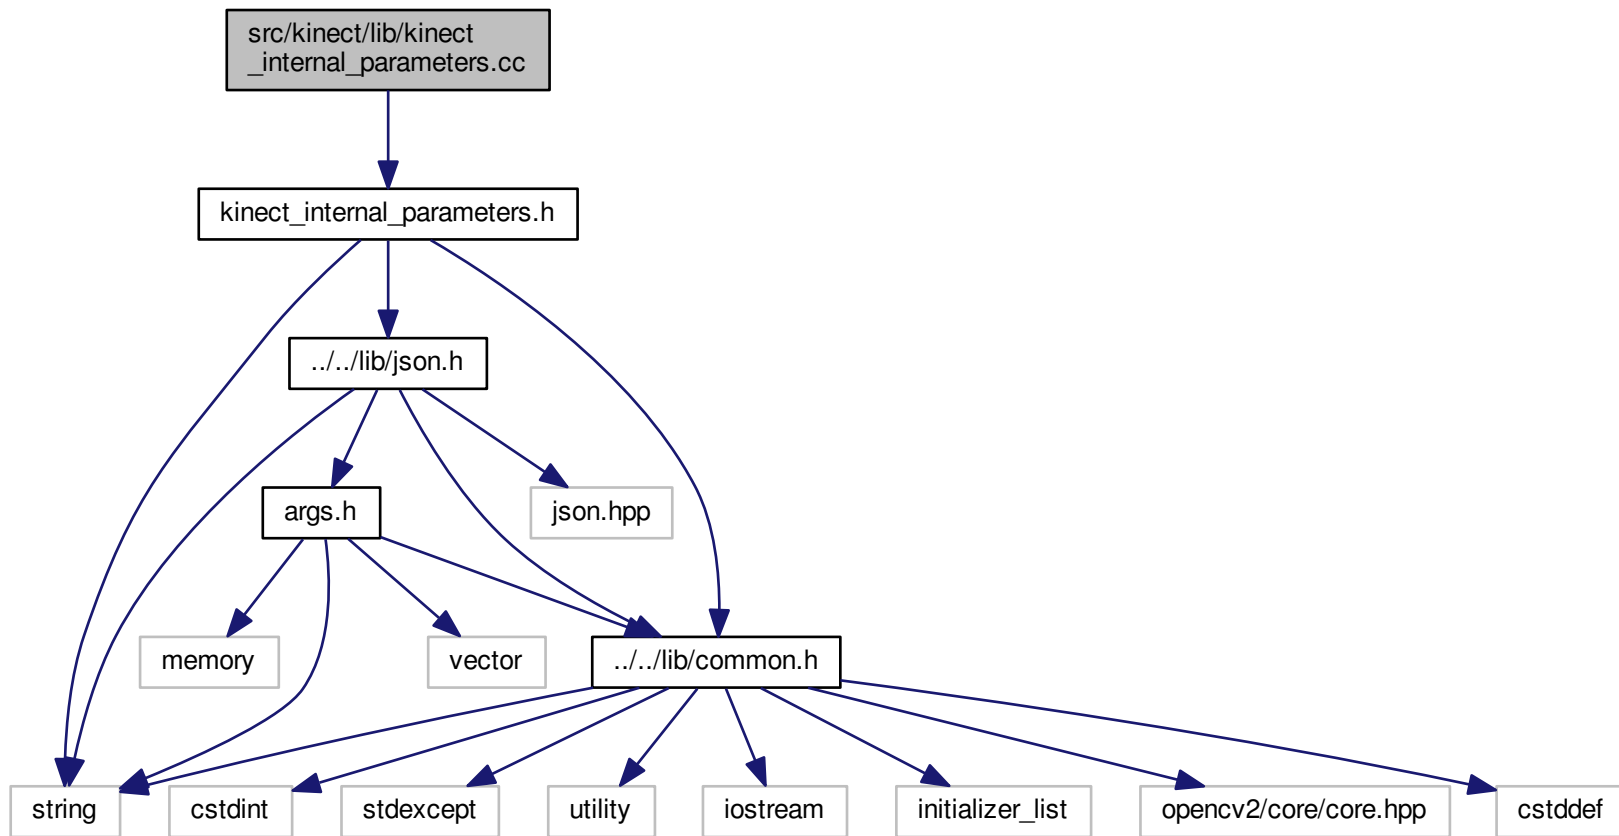 src/kinect/lib/kinect
_internal_parameters.cc
kinect_internal_parameters.h
../../lib/json.h
args.h
json.hpp
memory
vector
../../lib/common.h
string
cstdint
stdexcept
utility
iostream
initializer_list
opencv2/core/core.hpp
cstddef